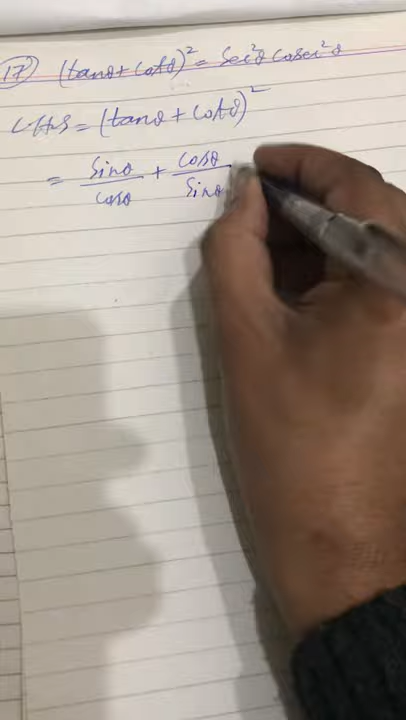 17) (tanθ+Cotθ)² = Sec²θ Cosec²θ
LHS = (tanθ + Cotθ)²
= Sinθ/Cosθ + Cosθ/Sinθ